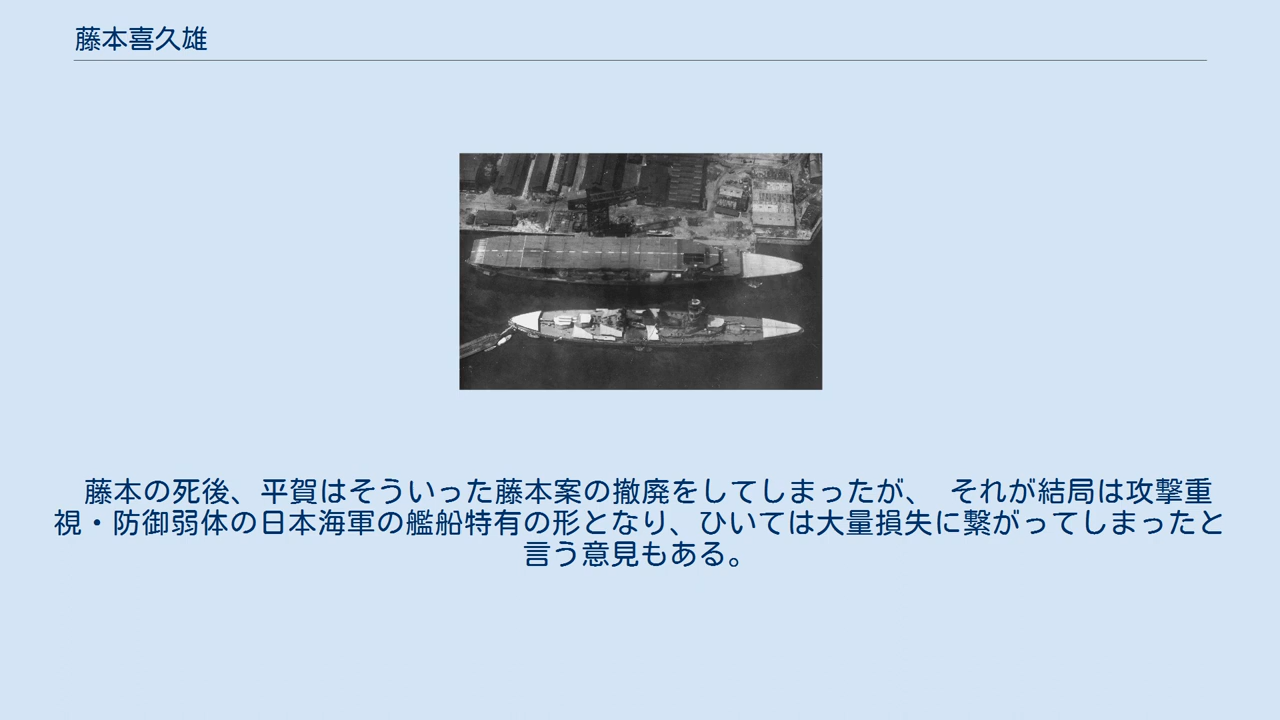 藤本喜久雄
藤本の死後、平賀はそういった藤本案の撤廃をしてしまったが、 それが結局は攻撃重
視・防御弱体の日本海軍の艦船特有の形となり、ひいては大量損失に繋がってしまったと
言う意見もある。